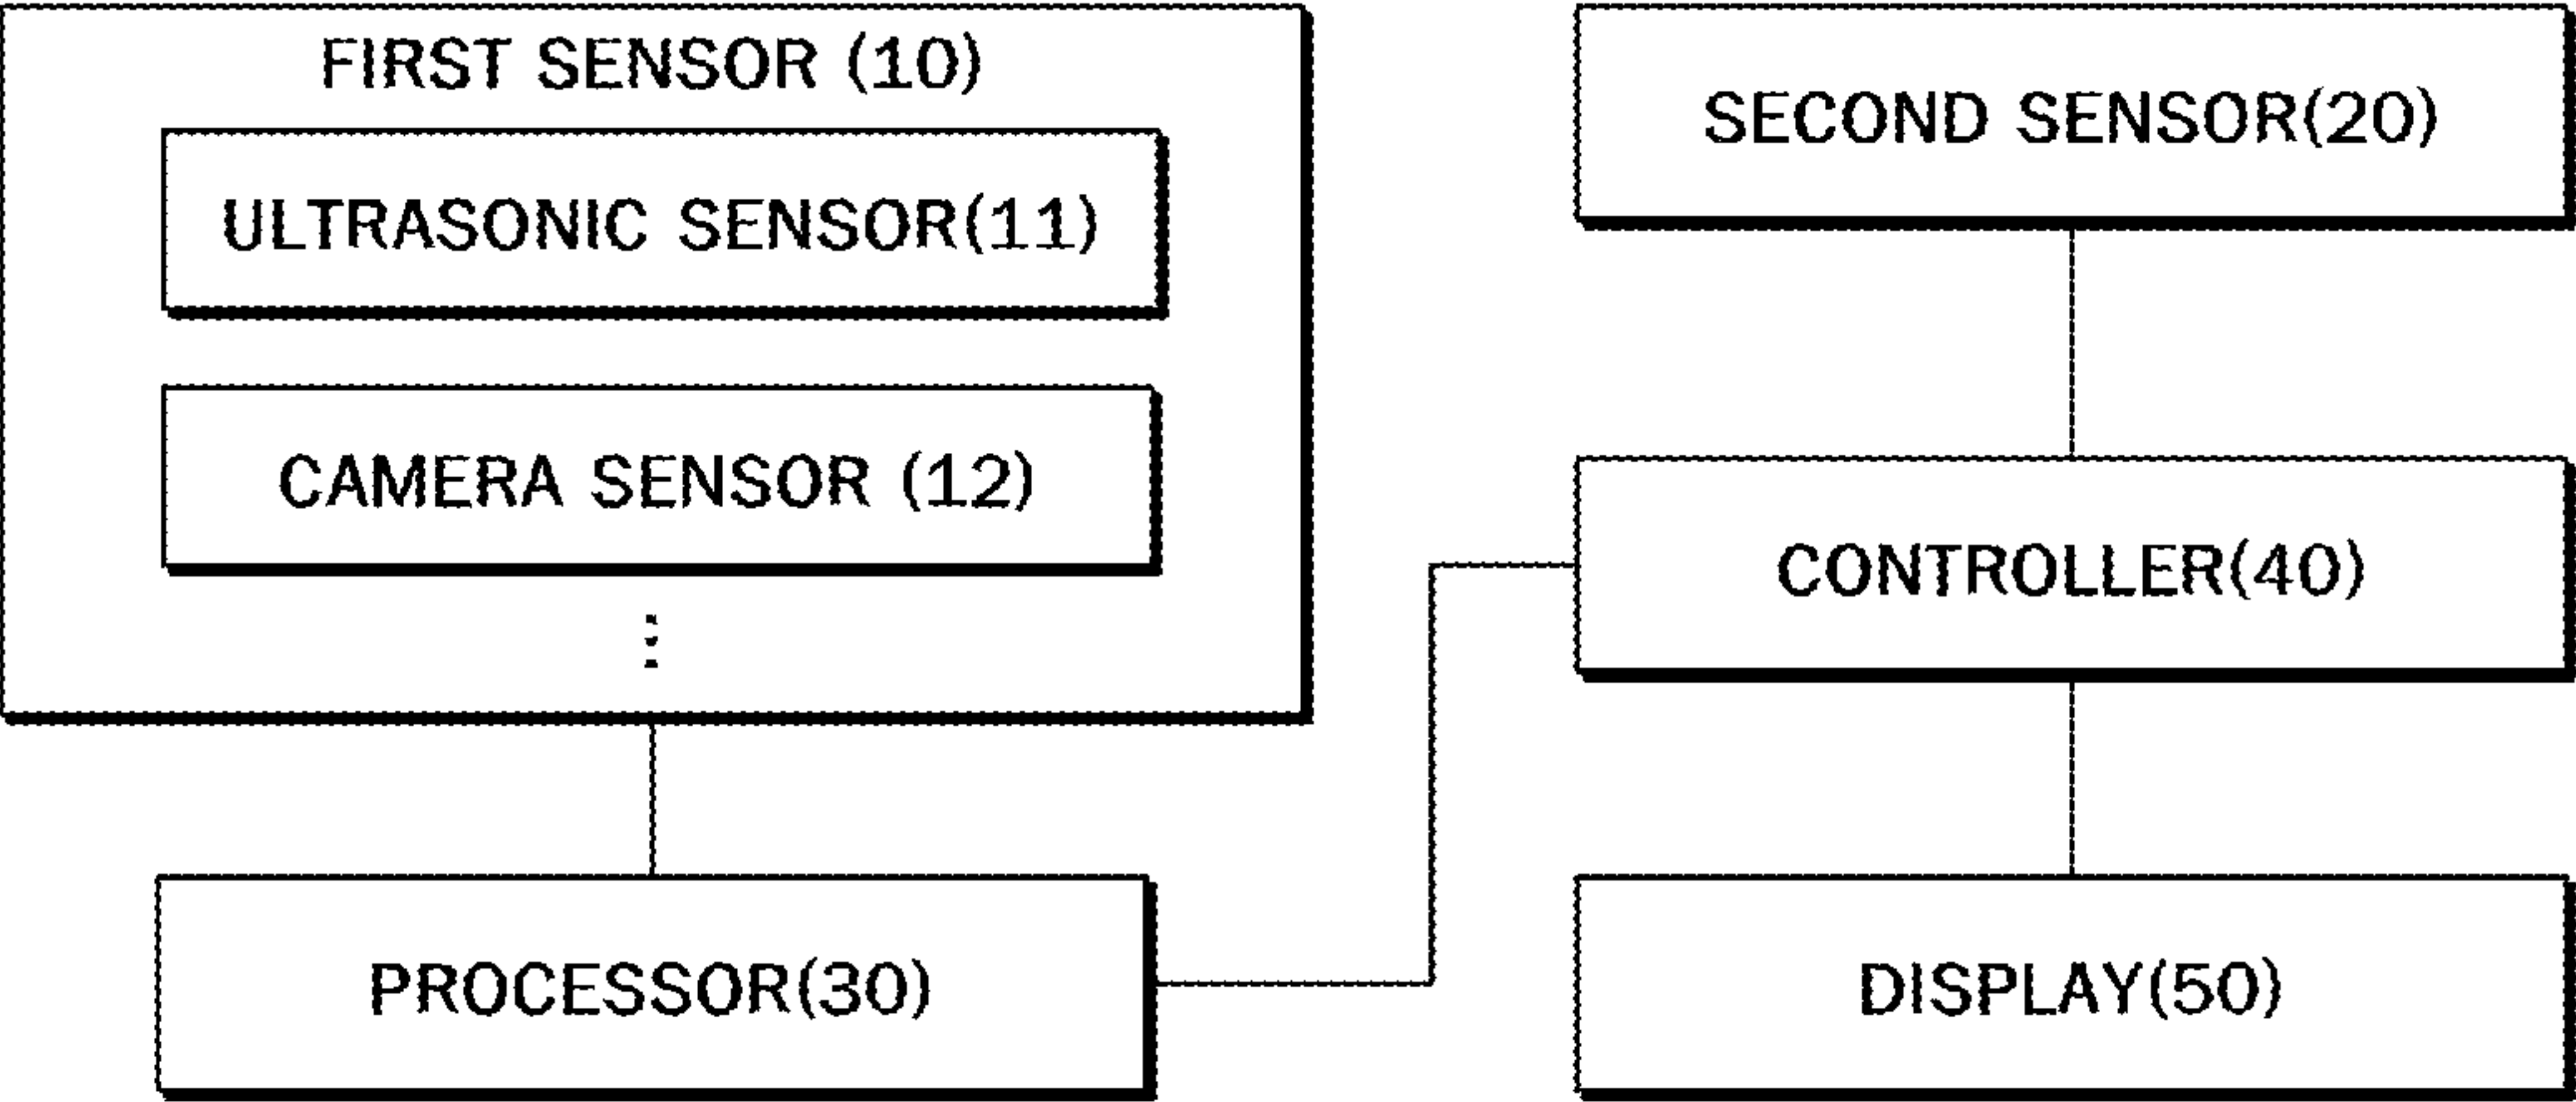 FIRST SENSOR (10)
ULTRASONIC SENSOR(11)
CAMERA SENSOR (12)
PROCESSOR(30)
SECOND SENSOR(20)
CONTROLLER(40)
DISPLAY(50)